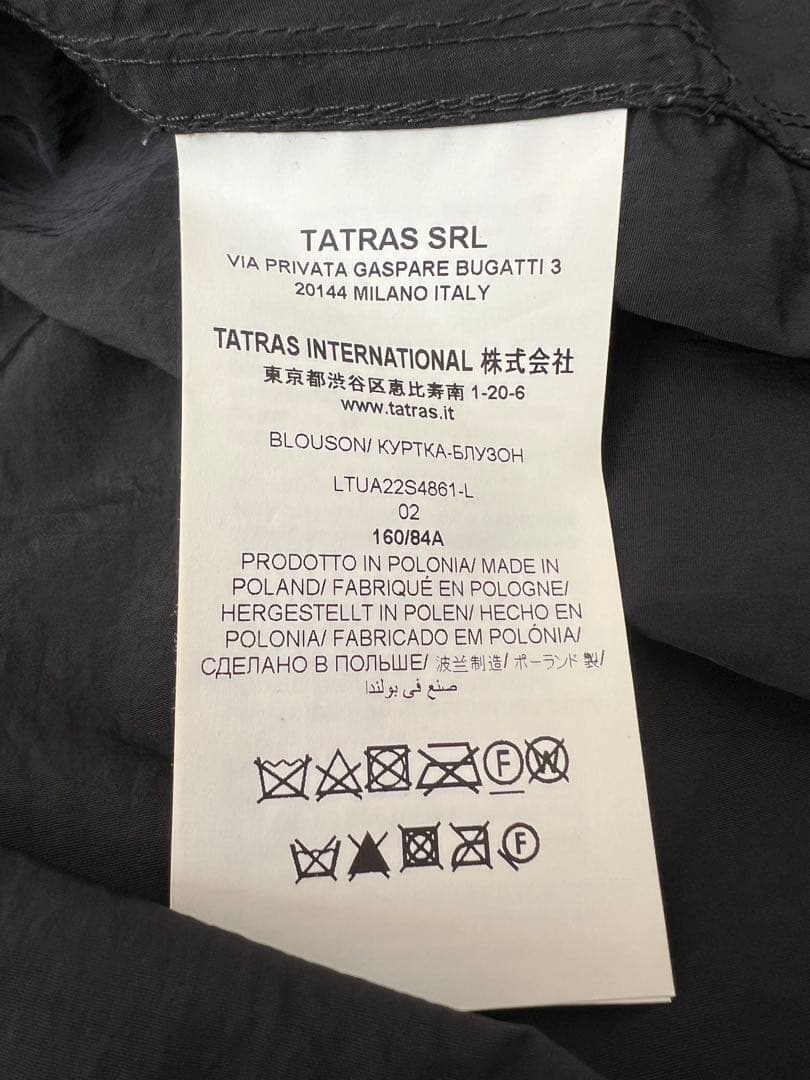 TATRAS SRL
VIA PRIVATA GASPARE BUGATTI 3
20144 MILANO ITALY
TATRAS INTERNATIONAL 株式会社
東京都渋谷区恵比寿南 1-20-6
www.tatras.it
BLOUSON/ КУРТКА-БЛУЗОН
LTUA22S4861-L
02
160/84A
PRODOTTO IN POLONIA/ MADE IN
POLAND/ FABRIQUÉ EN POLOGNE/
HERGESTELLT IN POLEN/ HECHO EN
POLONIA/ FABRICADO EM POLÓNIA/
СДЕЛАНО В ПОЛЬШЕ/ 波兰制造/ ポーランド 製/
صنع في بولندا
F W
F